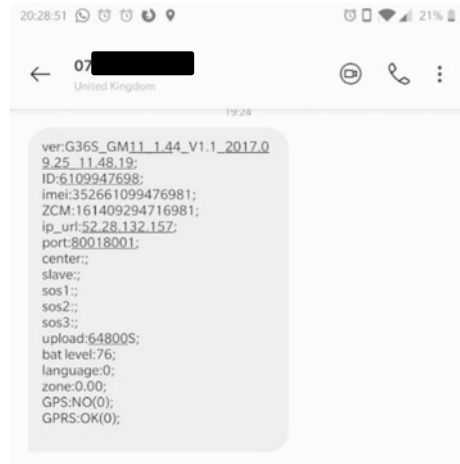 20:28:51 21%
07
United Kingdom
19:24
ver:G36S_GM11_1.44_V1.1_2017.0
9.25_11.48.19;
ID:6109947698;
imei:352661099476981;
ZCM:161409294716981;
ip_url:52.28.132.157;
port:80018001;
center:;
slave:;
sos1:;
sos2:;
sos3:;
upload:64800S;
bat level:76;
language:0;
zone:0.00;
GPS:NO(0);
GPRS:OK(0);